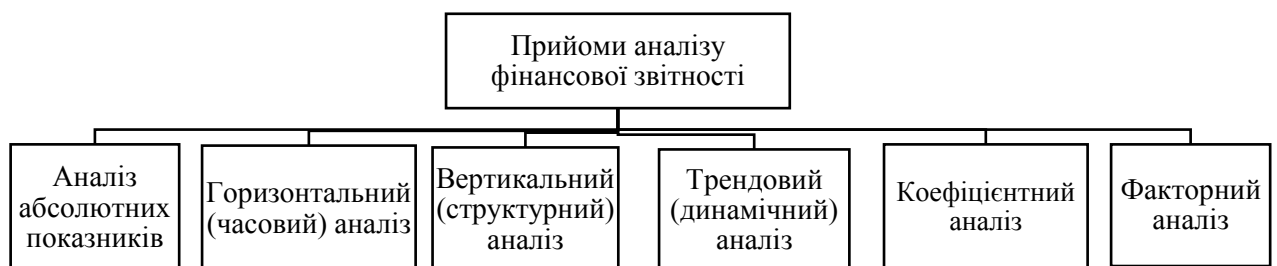 Прийоми аналізу
фінансової звітності
Аналіз
абсолютних
показників
Горизонтальний
(часовий) аналіз
Вертикальний
(структурний)
аналіз
Трендовий
(динамічний)
аналіз
Коефіцієнтний
аналіз
Факторний
аналіз